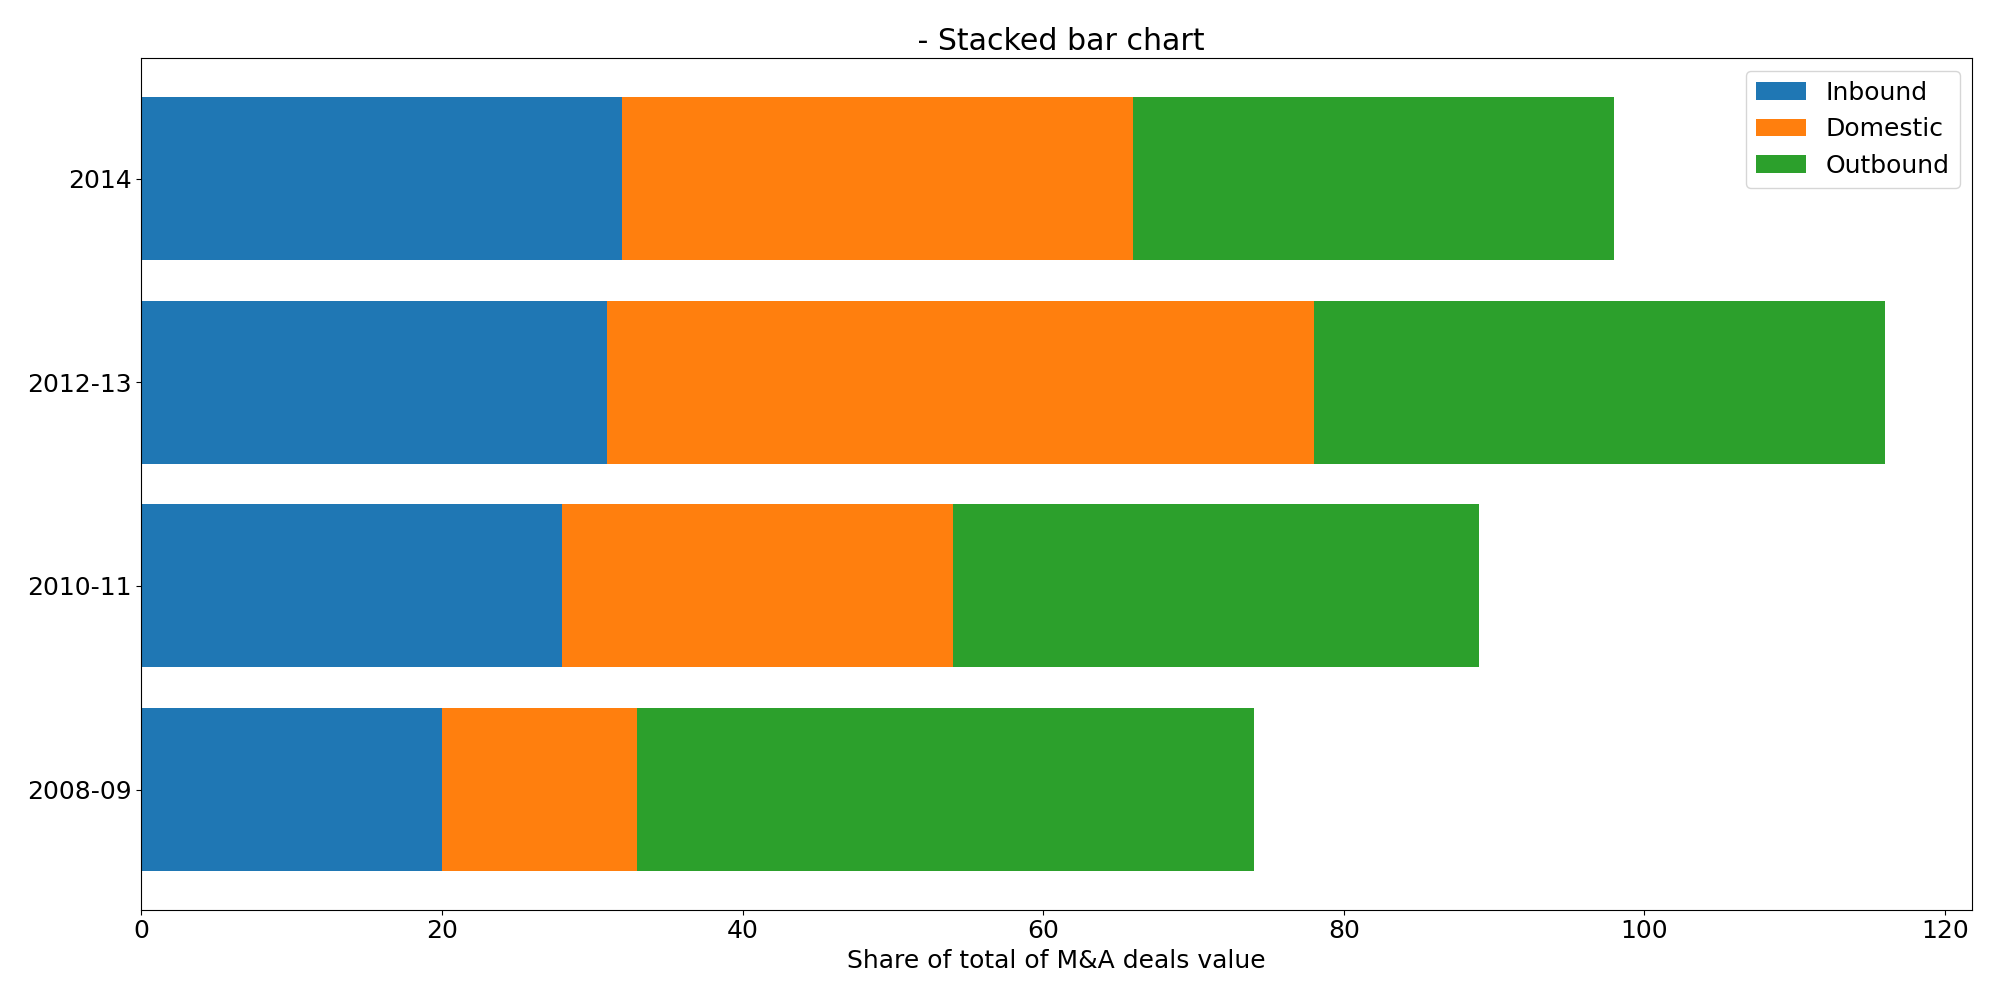 - Stacked bar chart
Inbound
Domestic
Outbound
2014
2012-13
2010-11
2008-09
0 20 40 60 80 100 120
Share of total of M&A deals value